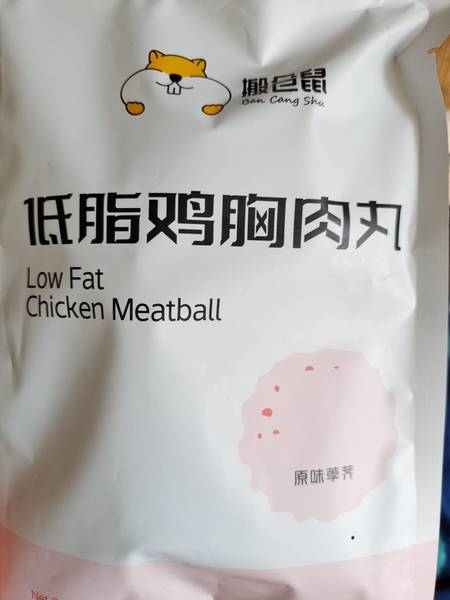 搬仓鼠
Ban Cang Shu
低脂鸡胸肉丸
Low Fat
Chicken Meatball
原味荸荠